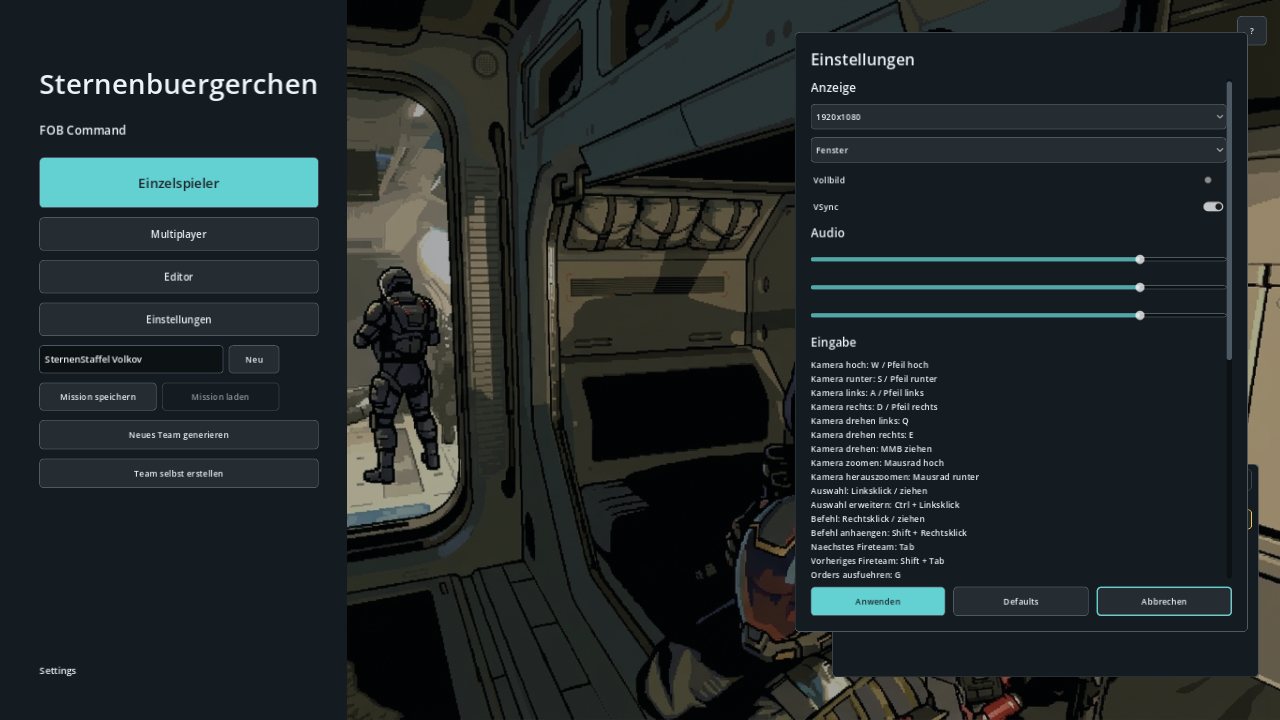 Sternenbuergerchen
FOB Command
Einzelspieler
Multiplayer
Editor
Einstellungen
SternenStaffel Volkov
Neu
Mission speichern
Mission laden
Neues Team generieren
Team selbst erstellen
Settings
?
Einstellungen
Anzeige
1920x1080
Fenster
Vollbild
VSync
Audio
Eingabe
Kamera hoch: W / Pfeil hoch
Kamera runter: S / Pfeil runter
Kamera links: A / Pfeil links
Kamera rechts: D / Pfeil rechts
Kamera drehen links: Q
Kamera drehen rechts: E
Kamera drehen: MMB ziehen
Kamera zoomen: Mausrad hoch
Kamera herauszoomen: Mausrad runter
Auswahl: Linksklick / ziehen
Auswahl erweitern: Ctrl + Linksklick
Befehl: Rechtsklick / ziehen
Befehl anhaengen: Shift + Rechtsklick
Naechstes Fireteam: Tab
Vorheriges Fireteam: Shift + Tab
Orders ausfuehren: G
Anwenden
Defaults
Abbrechen